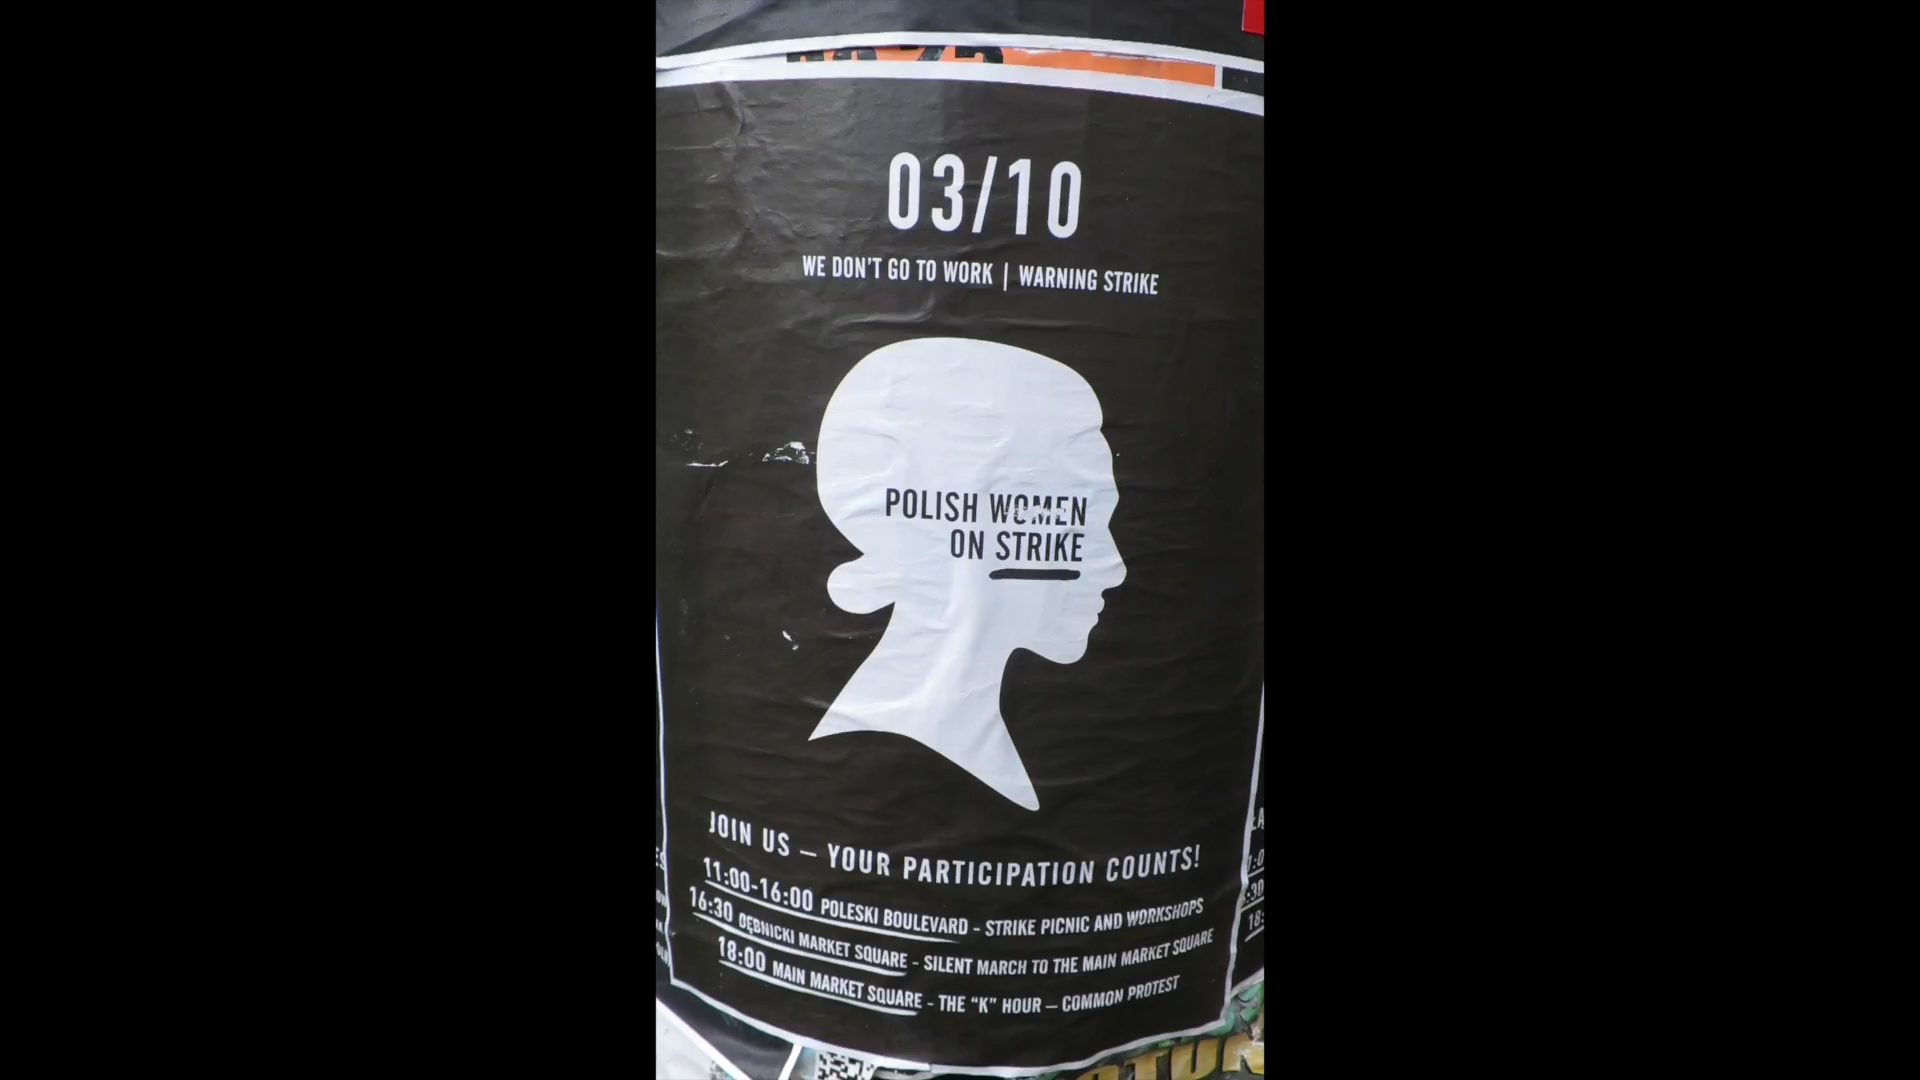 03/10
WE DON'T GO TO WORK | WARNING STRIKE
POLISH WOMEN
ON STRIKE
JOIN US – YOUR PARTICIPATION COUNTS!
11:00-16:00 POLESKI BOULEVARD - STRIKE PICNIC AND WORKSHOPS
16:30 DĘBNICKI MARKET SQUARE - SILENT MARCH TO THE MAIN MARKET SQUARE
18:00 MAIN MARKET SQUARE - THE “K” HOUR – COMMON PROTEST